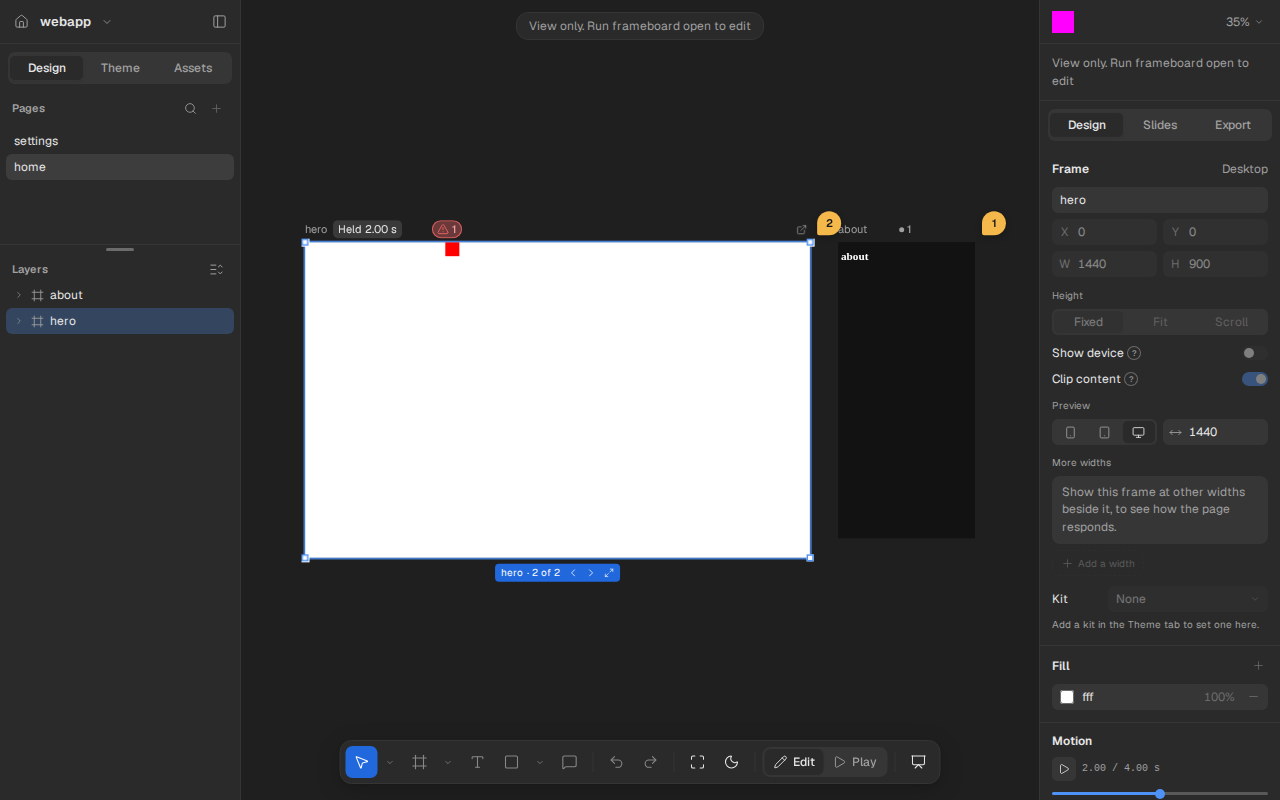 webapp
View only. Run frameboard open to edit
35%
View only. Run frameboard open to
edit
Design
Theme
Assets
Design
Slides
Export
Pages
settings
home
Frame
Desktop
hero
X 0
Y 0
W 1440
H 900
hero
Held 2.00 s
1
2
about
1
1
about
Layers
about
hero
Height
Fixed
Fit
Scroll
Show device ?
Clip content ?
Preview
1440
More widths
Show this frame at other widths
beside it, to see how the page
responds.
Add a width
hero · 2 of 2
Kit
None
Add a kit in the Theme tab to set one here.
Fill
fff
100%
Motion
2.00 / 4.00 s
Edit
Play